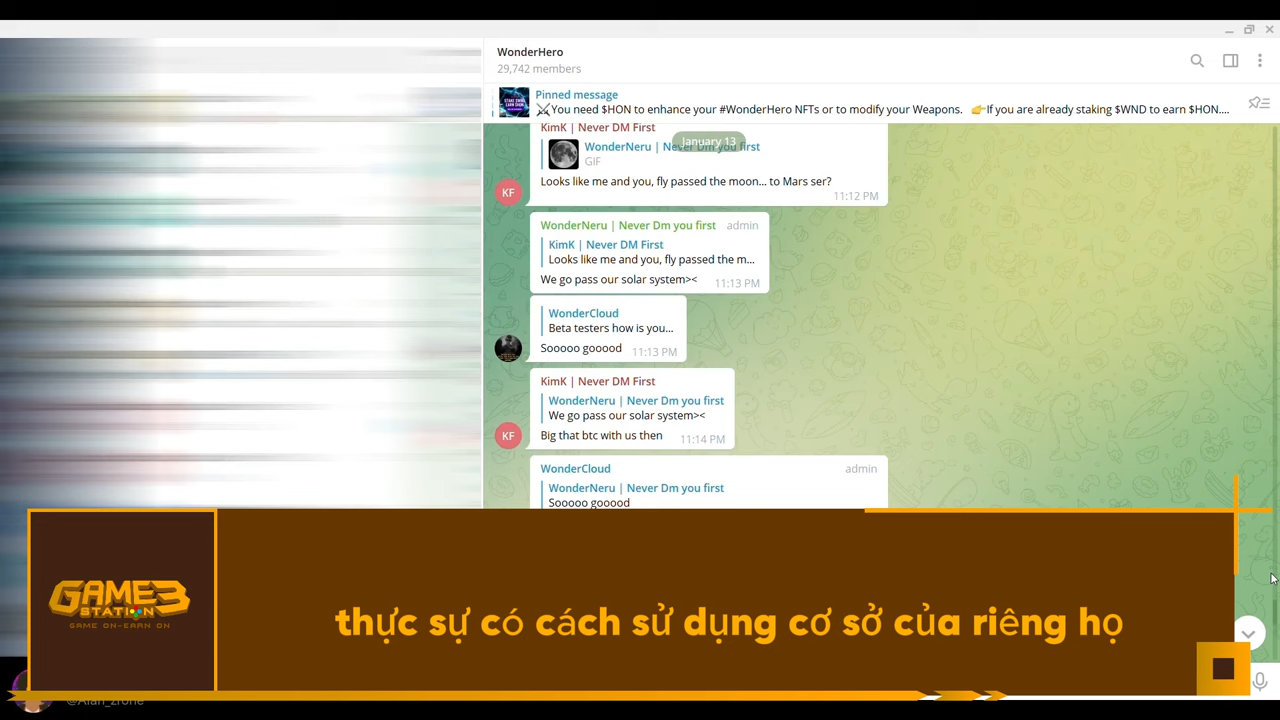 WonderHero
29,742 members
Pinned message
⚔You need $HON to enhance your #WonderHero NFTs or to modify your Weapons. 👉If you are already staking $WND to earn $HON....
KimK | Never DM First
January 13
WonderNeru | Never Dm you first
GIF
Looks like me and you, fly passed the moon... to Mars ser?
11:12 PM
KF
WonderNeru | Never Dm you first admin
KimK | Never DM First
Looks like me and you, fly passed the m...
We go pass our solar system><
11:13 PM
WonderCloud
Beta testers how is you...
Sooooo gooood
11:13 PM
KimK | Never DM First
WonderNeru | Never Dm you first
We go pass our solar system><
KF
Big that btc with us then
11:14 PM
WonderCloud admin
WonderNeru | Never Dm you first
Sooooo gooood
GAME3
STATION
GAME ON-EARN ON
thực sự có cách sử dụng cơ sở của riêng họ